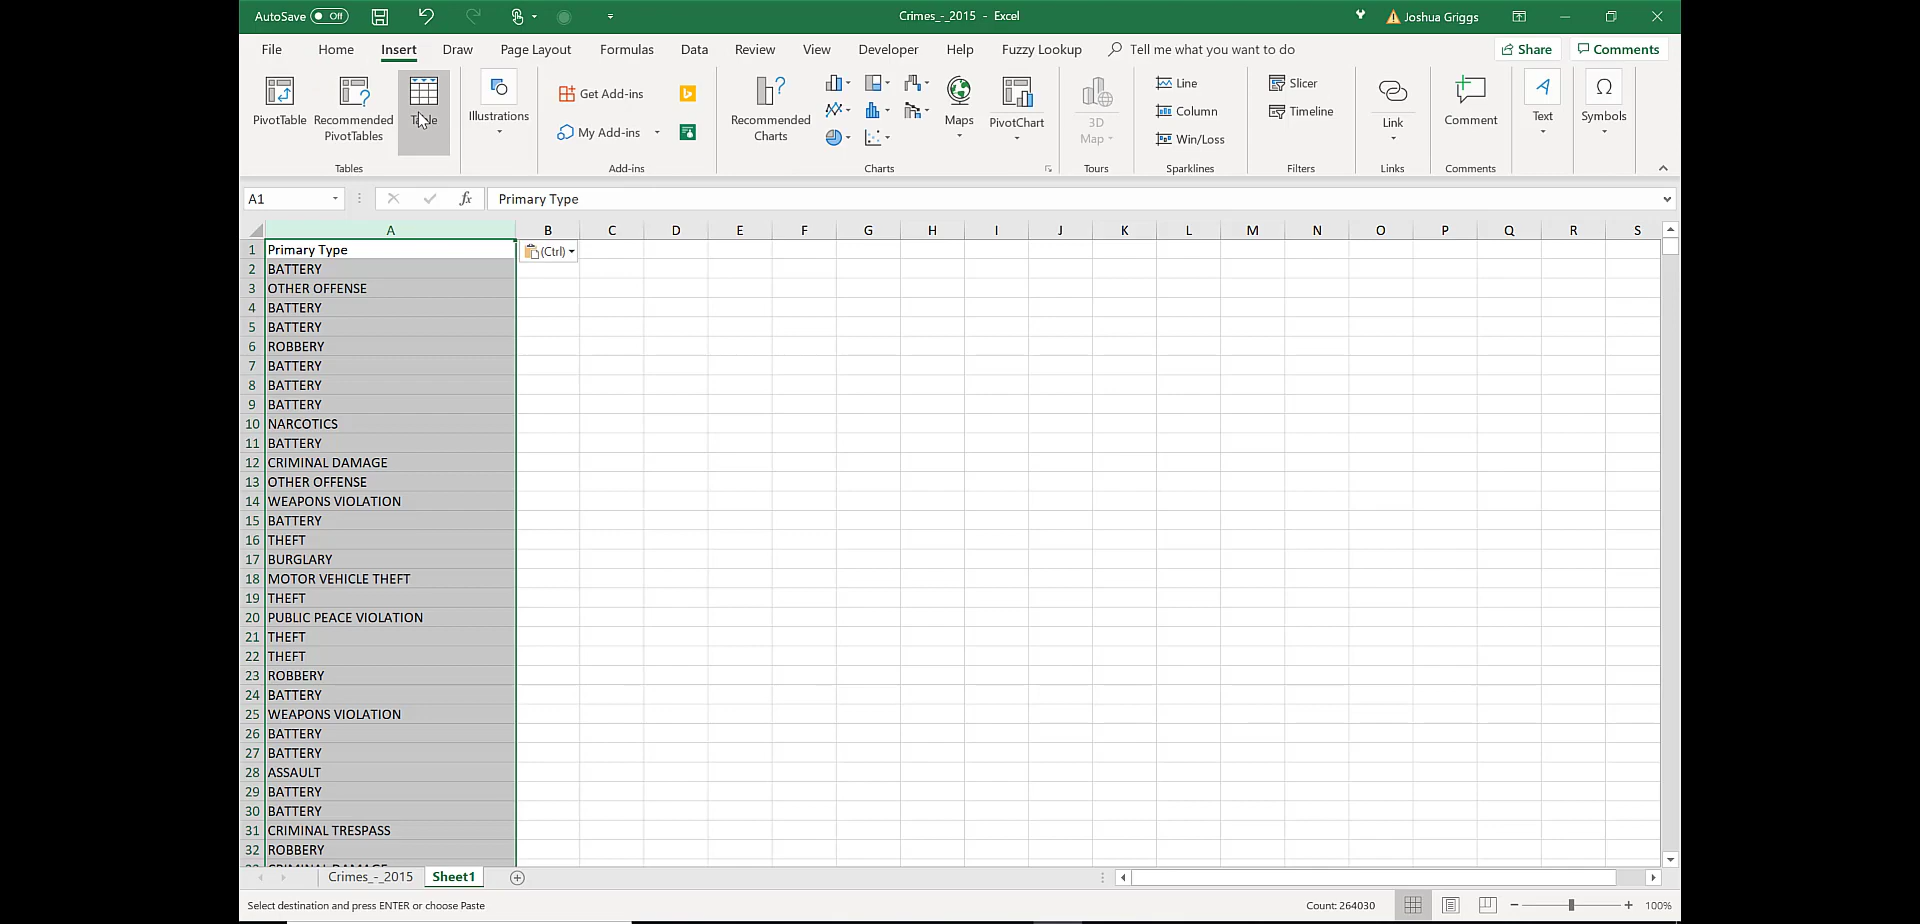 AutoSave Off
Crimes_-_2015 - Excel
Joshua Griggs
File Home Insert Draw Page Layout Formulas Data Review View Developer Help Fuzzy Lookup Tell me what you want to do Share Comments
PivotTable
Recommended PivotTables
Table
Illustrations
Get Add-ins
My Add-ins
Recommended Charts
Maps
PivotChart
3D Map
Line
Column
Win/Loss
Slicer
Timeline
Link
Comment
Text
Symbols
Tables Add-ins Charts Tours Sparklines Filters Links Comments
A1 fx Primary Type
A B C D E F G H I J K L M N O P Q R S
1 Primary Type (Ctrl)
2 BATTERY
3 OTHER OFFENSE
4 BATTERY
5 BATTERY
6 ROBBERY
7 BATTERY
8 BATTERY
9 BATTERY
10 NARCOTICS
11 BATTERY
12 CRIMINAL DAMAGE
13 OTHER OFFENSE
14 WEAPONS VIOLATION
15 BATTERY
16 THEFT
17 BURGLARY
18 MOTOR VEHICLE THEFT
19 THEFT
20 PUBLIC PEACE VIOLATION
21 THEFT
22 THEFT
23 ROBBERY
24 BATTERY
25 WEAPONS VIOLATION
26 BATTERY
27 BATTERY
28 ASSAULT
29 BATTERY
30 BATTERY
31 CRIMINAL TRESPASS
32 ROBBERY
33 CRIMINAL DAMAGE
Crimes_-_2015 Sheet1
Select destination and press ENTER or choose Paste Count: 264030 100%